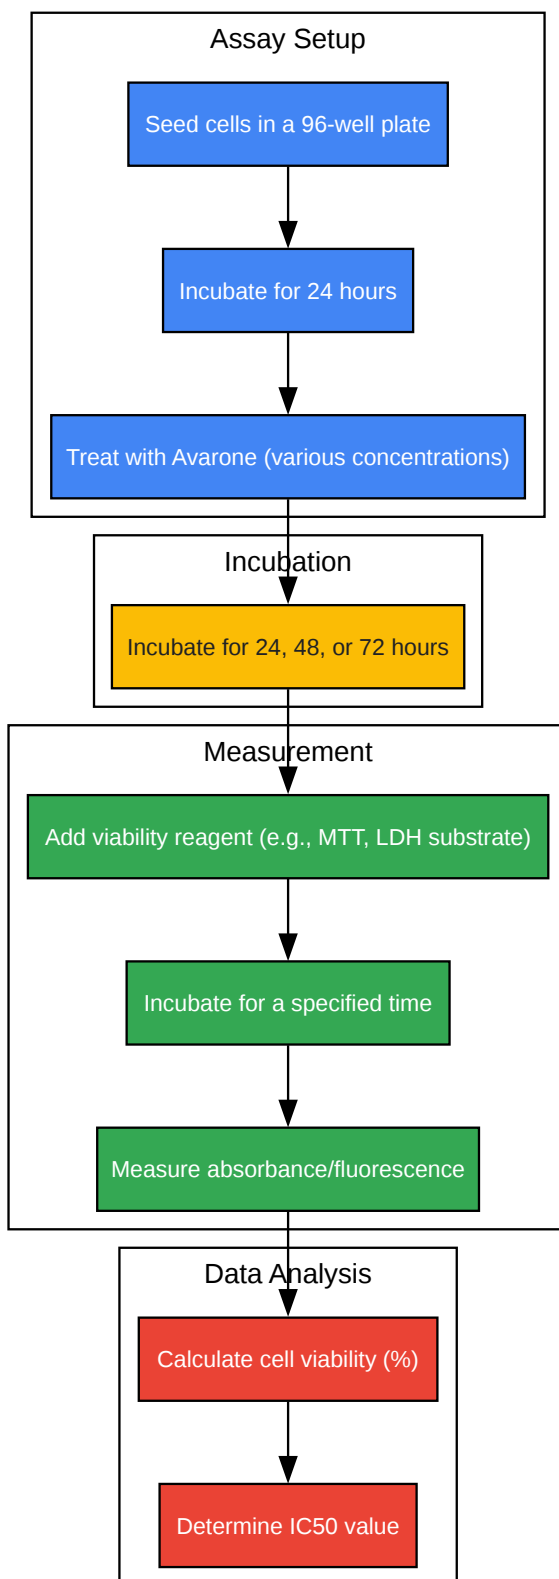 Assay Setup
Seed cells in a 96-well plate
Incubate for 24 hours
Treat with Avarone (various concentrations)
Incubation
Incubate for 24, 48, or 72 hours
Measurement
Add viability reagent (e.g., MTT, LDH substrate)
Incubate for a specified time
Measure absorbance/fluorescence
Data Analysis
Calculate cell viability (%)
Determine IC50 value